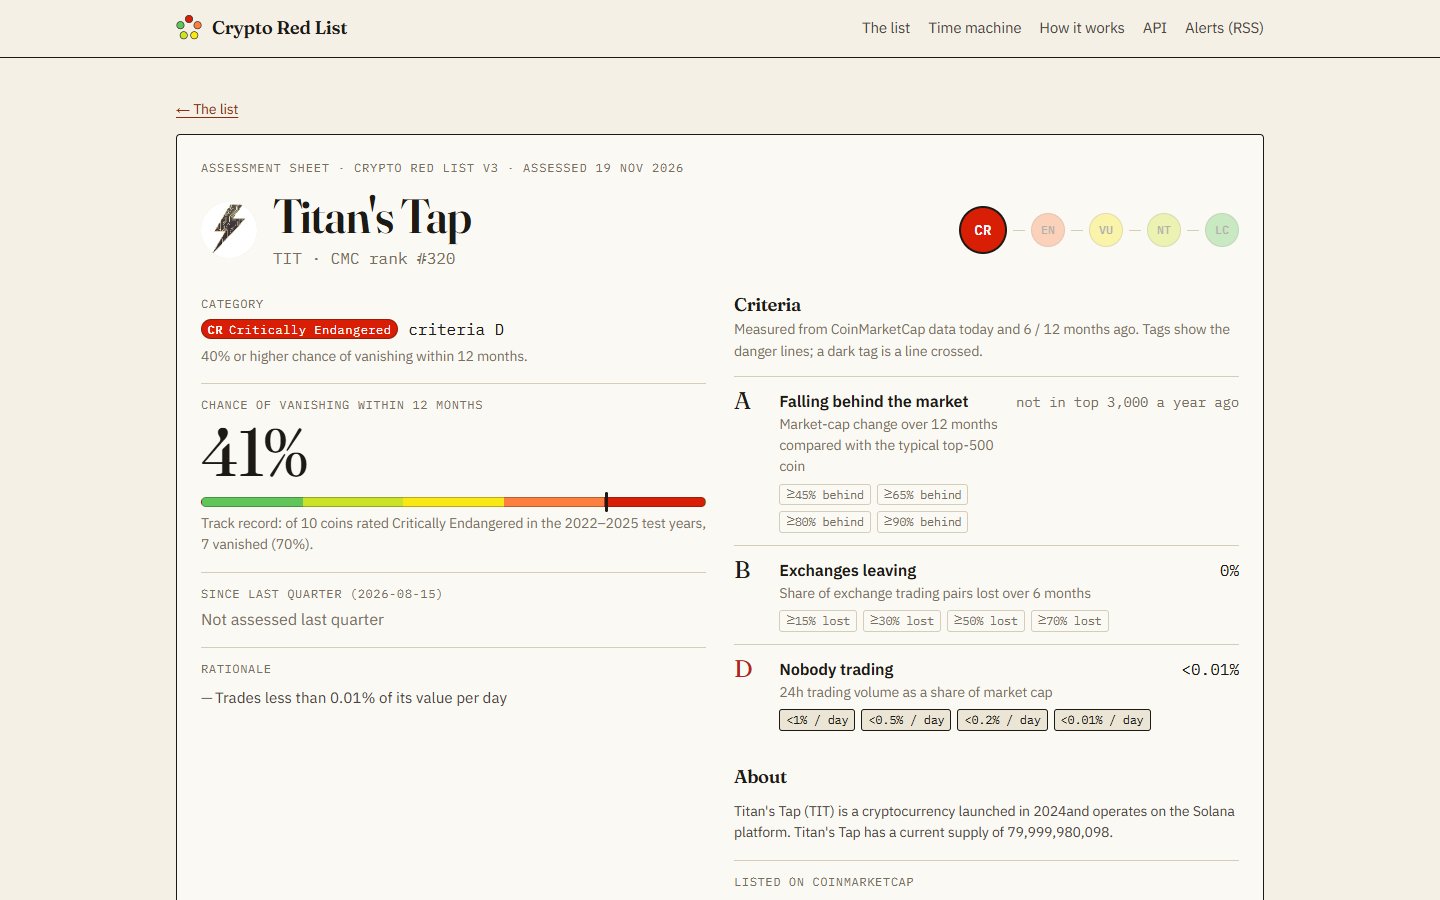 Crypto Red List
The list
Time machine
How it works
API
Alerts (RSS)
← The list
ASSESSMENT SHEET · CRYPTO RED LIST V3 · ASSESSED 19 NOV 2026
Titan's Tap
TIT · CMC rank #320
CR
EN
VU
NT
LC
CATEGORY
CR Critically Endangered criteria D
40% or higher chance of vanishing within 12 months.
CHANCE OF VANISHING WITHIN 12 MONTHS
41%
Track record: of 10 coins rated Critically Endangered in the 2022–2025 test years,
7 vanished (70%).
SINCE LAST QUARTER (2026-08-15)
Not assessed last quarter
RATIONALE
— Trades less than 0.01% of its value per day
Criteria
Measured from CoinMarketCap data today and 6 / 12 months ago. Tags show the
danger lines; a dark tag is a line crossed.
A Falling behind the market not in top 3,000 a year ago
Market-cap change over 12 months
compared with the typical top-500
coin
≥45% behind ≥65% behind
≥80% behind ≥90% behind
B Exchanges leaving 0%
Share of exchange trading pairs lost over 6 months
≥15% lost ≥30% lost ≥50% lost ≥70% lost
D Nobody trading <0.01%
24h trading volume as a share of market cap
<1% / day <0.5% / day <0.2% / day <0.01% / day
About
Titan's Tap (TIT) is a cryptocurrency launched in 2024and operates on the Solana
platform. Titan's Tap has a current supply of 79,999,980,098.
LISTED ON COINMARKETCAP